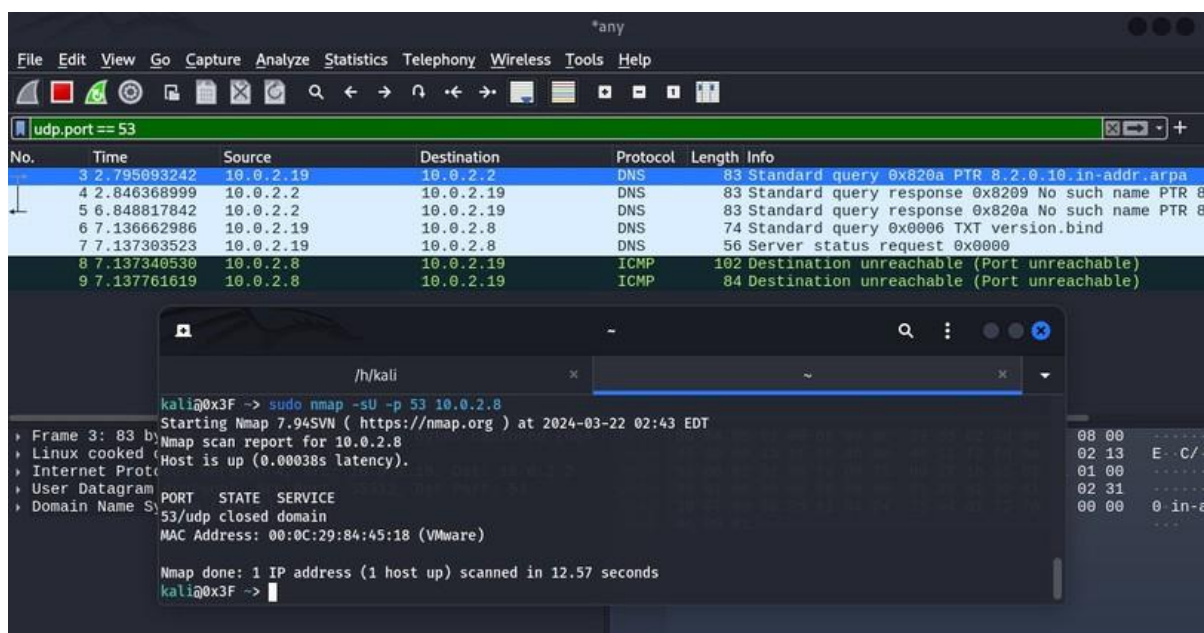 *any
File Edit View Go Capture Analyze Statistics Telephony Wireless Tools Help
udp.port == 53
No. Time Source Destination Protocol Length Info
3 2.795093242 10.0.2.19 10.0.2.2 DNS 83 Standard query 0x820a PTR 8.2.0.10.in-addr.arpa
4 2.846368999 10.0.2.2 10.0.2.19 DNS 83 Standard query response 0x8209 No such name PTR 8
5 6.848817842 10.0.2.2 10.0.2.19 DNS 83 Standard query response 0x820a No such name PTR 8
6 7.136662986 10.0.2.19 10.0.2.8 DNS 74 Standard query 0x0006 TXT version.bind
7 7.137303523 10.0.2.19 10.0.2.8 DNS 56 Server status request 0x0000
8 7.137340530 10.0.2.8 10.0.2.19 ICMP 102 Destination unreachable (Port unreachable)
9 7.137761619 10.0.2.8 10.0.2.19 ICMP 84 Destination unreachable (Port unreachable)
~
/h/kali ~
kali@0x3F ~> sudo nmap -sU -p 53 10.0.2.8
Starting Nmap 7.94SVN ( https://nmap.org ) at 2024-03-22 02:43 EDT
Nmap scan report for 10.0.2.8
Host is up (0.00038s latency).
PORT STATE SERVICE
53/udp closed domain
MAC Address: 00:0C:29:84:45:18 (VMware)
Nmap done: 1 IP address (1 host up) scanned in 12.57 seconds
kali@0x3F ~>
Frame 3: 83 by
Linux cooked
Internet Proto
User Datagram
Domain Name Sy
08 00
02 13 E··C/·
01 00
02 31
00 00 0·in-a